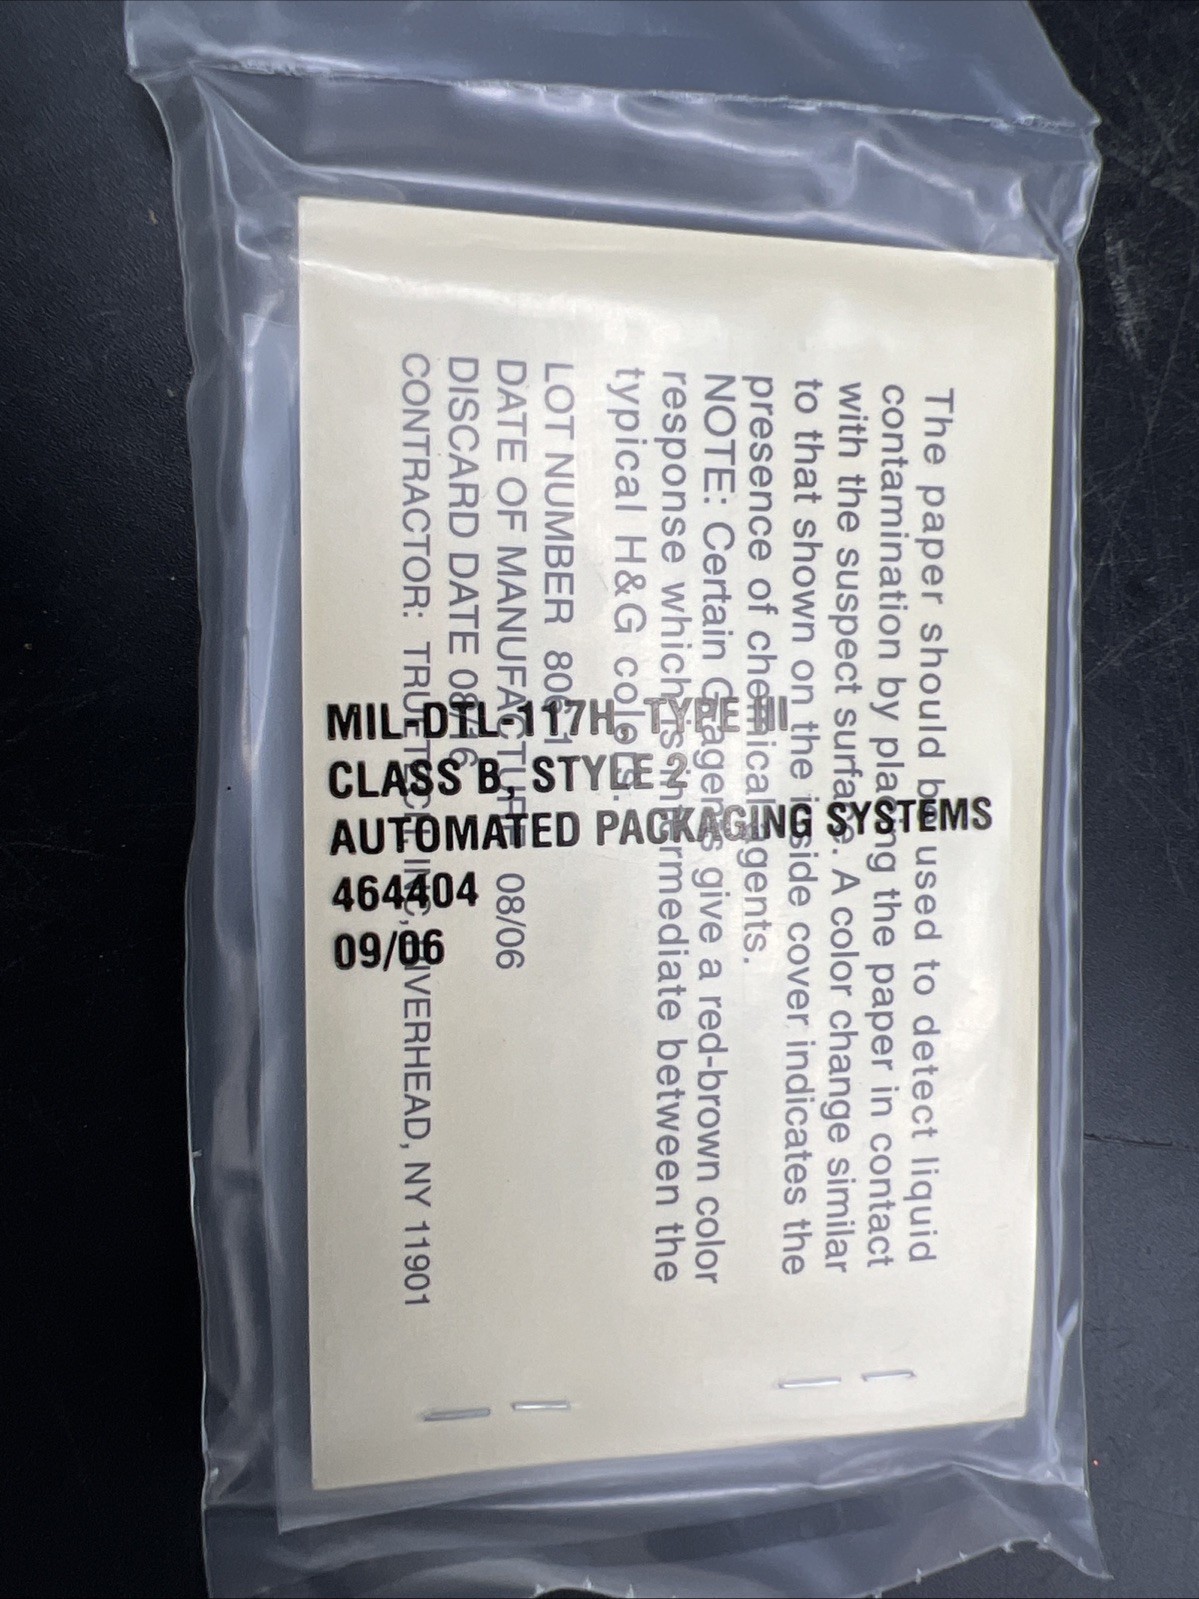 The paper should be used to detect liquid
contamination by placing the paper in contact
with the suspect surface. A color change similar
to that shown on the inside cover indicates the
presence of chemical agents.
NOTE: Certain G agents give a red-brown color
response which is intermediate between the
typical H&G colors.
LOT NUMBER
DATE OF MANUFACTURE 08/06
DISCARD DATE 08/16
CONTRACTOR: TRUETECH INC, RIVERHEAD, NY 11901
MIL-DTL-117H, TYPE III
CLASS B, STYLE 2
AUTOMATED PACKAGING SYSTEMS
464404
09/06